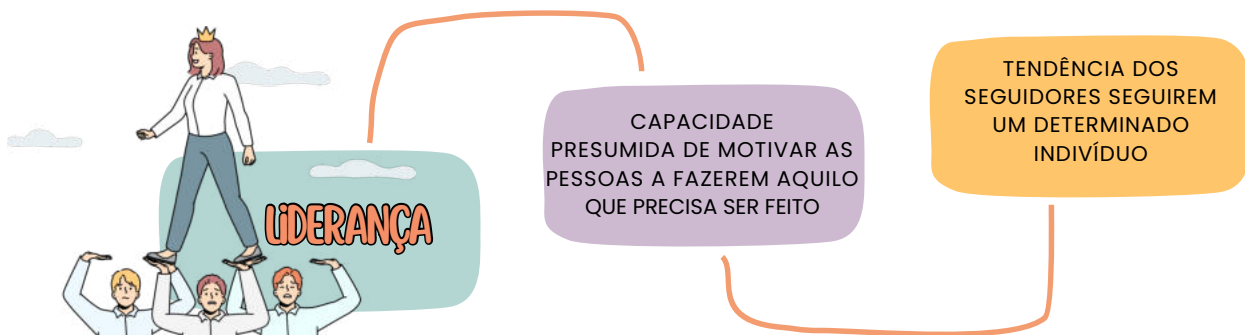 LIDERANÇA
CAPACIDADE
PRESUMIDA DE MOTIVAR AS
PESSOAS A FAZEREM AQUILO
QUE PRECISA SER FEITO
TENDÊNCIA DOS
SEGUIDORES SEGUIREM
UM DETERMINADO
INDIVÍDUO